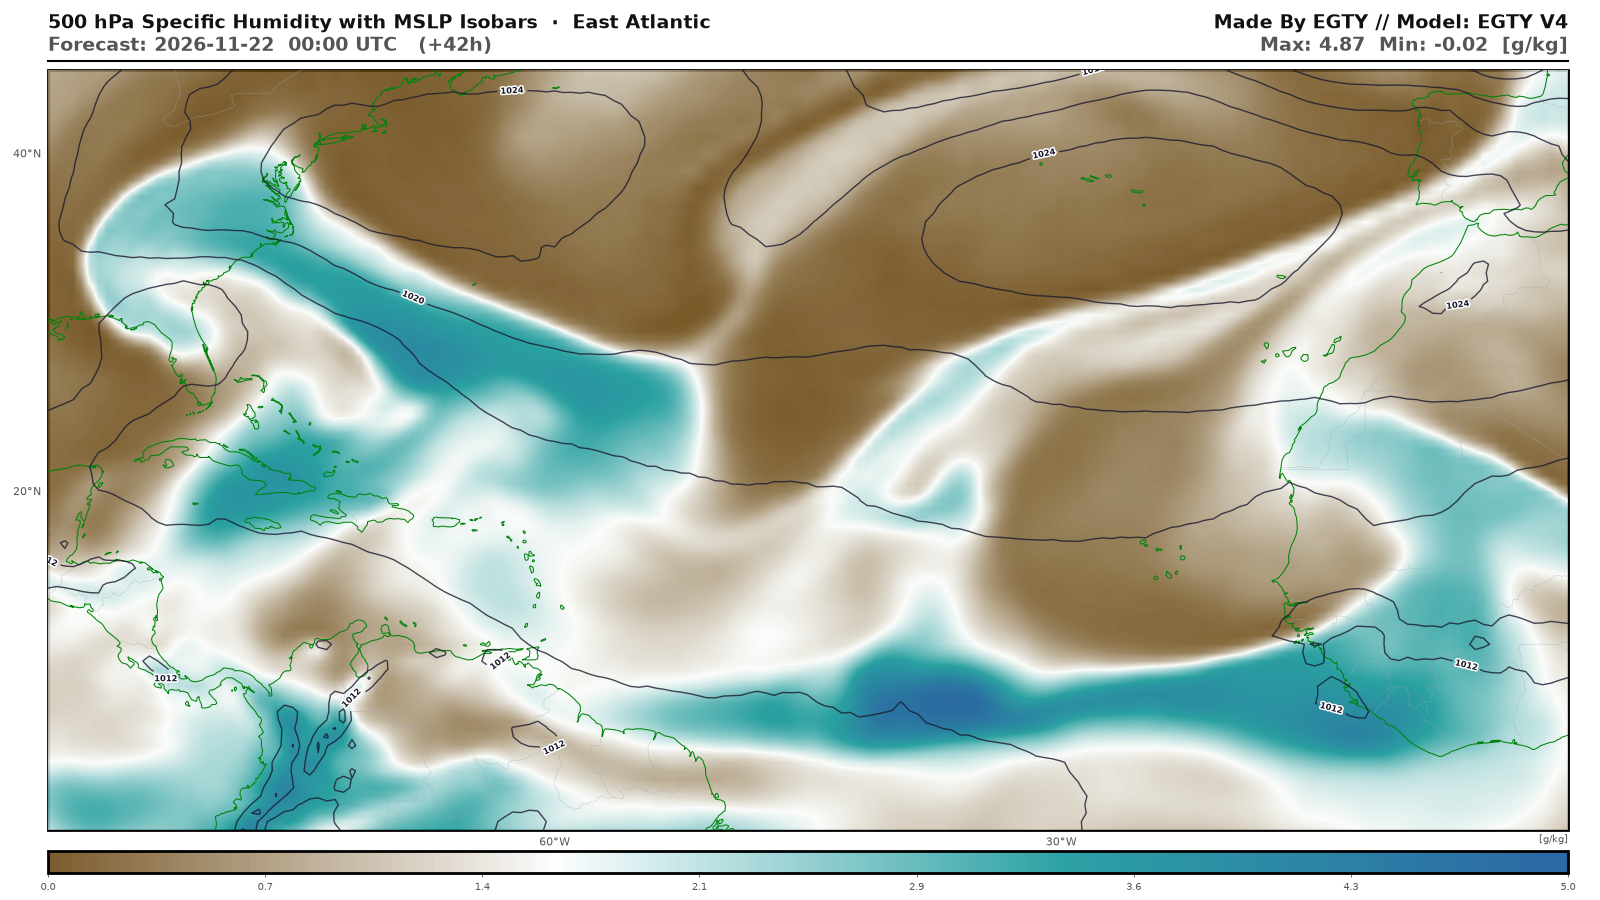 500 hPa Specific Humidity with MSLP Isobars · East Atlantic
Made By EGTY // Model: EGTY V4
Forecast: 2026-11-22 00:00 UTC (+42h)
Max: 4.87 Min: -0.02 [g/kg]
1024
1024
40°N
1020
1024
20°N
12
1012
1012
1012
1012
1012
1012
60°W
30°W
[g/kg]
0.0
0.7
1.4
2.1
2.9
3.6
4.3
5.0